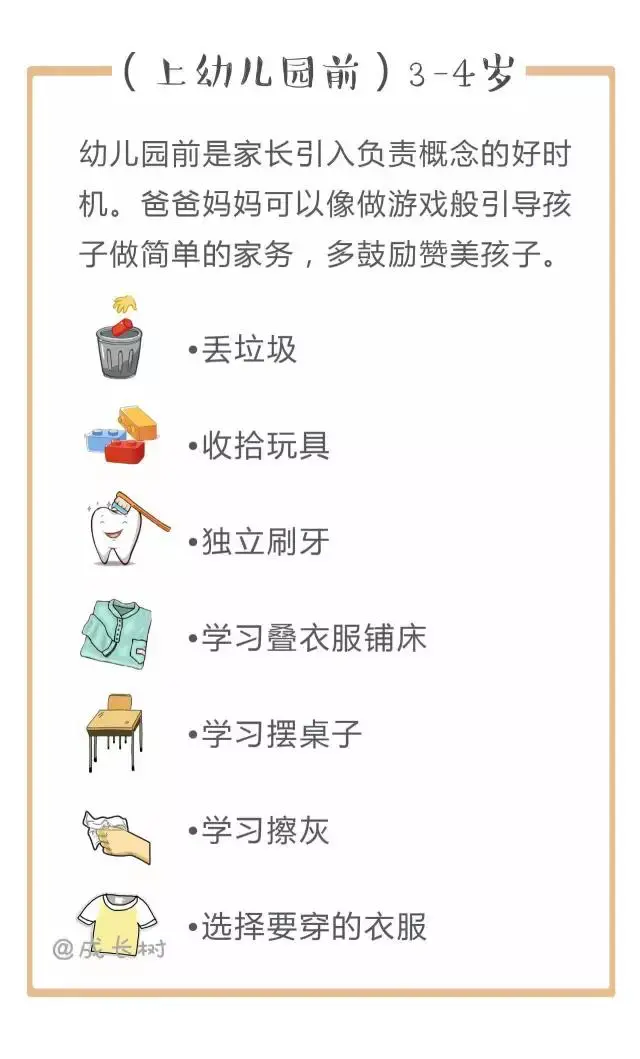 （上幼儿园前）3-4岁
幼儿园前是家长引入负责概念的好时
机。爸爸妈妈可以像做游戏般引导孩
子做简单的家务，多鼓励赞美孩子。
•丢垃圾
•收拾玩具
•独立刷牙
•学习叠衣服铺床
•学习摆桌子
•学习擦灰
•选择要穿的衣服
@成长树